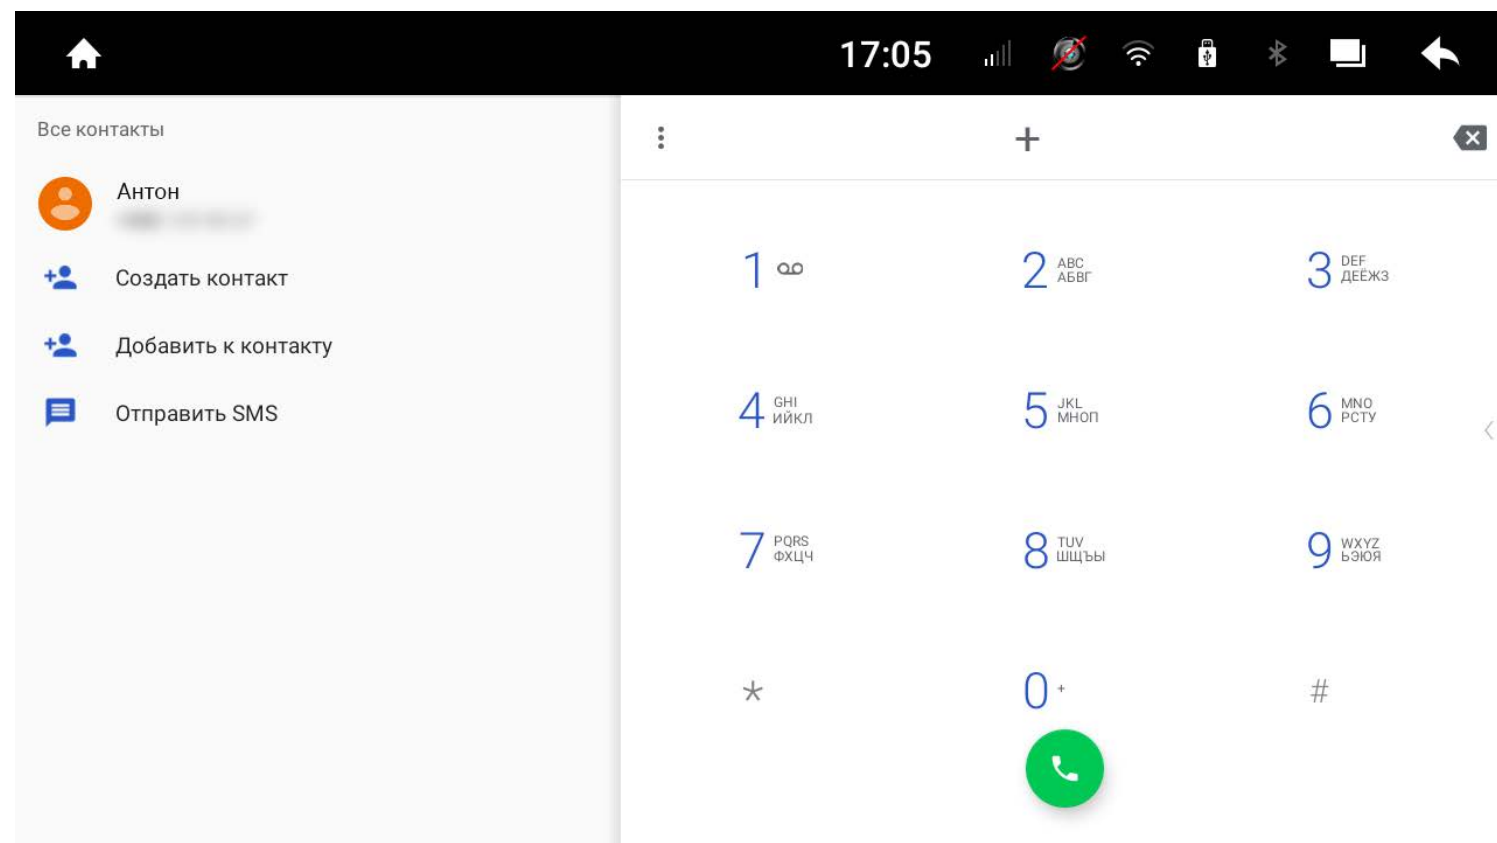 17:05
Все контакты
+
Антон
Создать контакт
Добавить к контакту
Отправить SMS
1
2 ABC
АБВГ
3 DEF
ДЕЁЖЗ
4 GHI
ИЙКЛ
5 JKL
МНОП
6 MNO
РСТУ
7 PQRS
ФХЦЧ
8 TUV
ШЩЪЫ
9 WXYZ
ЬЭЮЯ
*
0 +
#